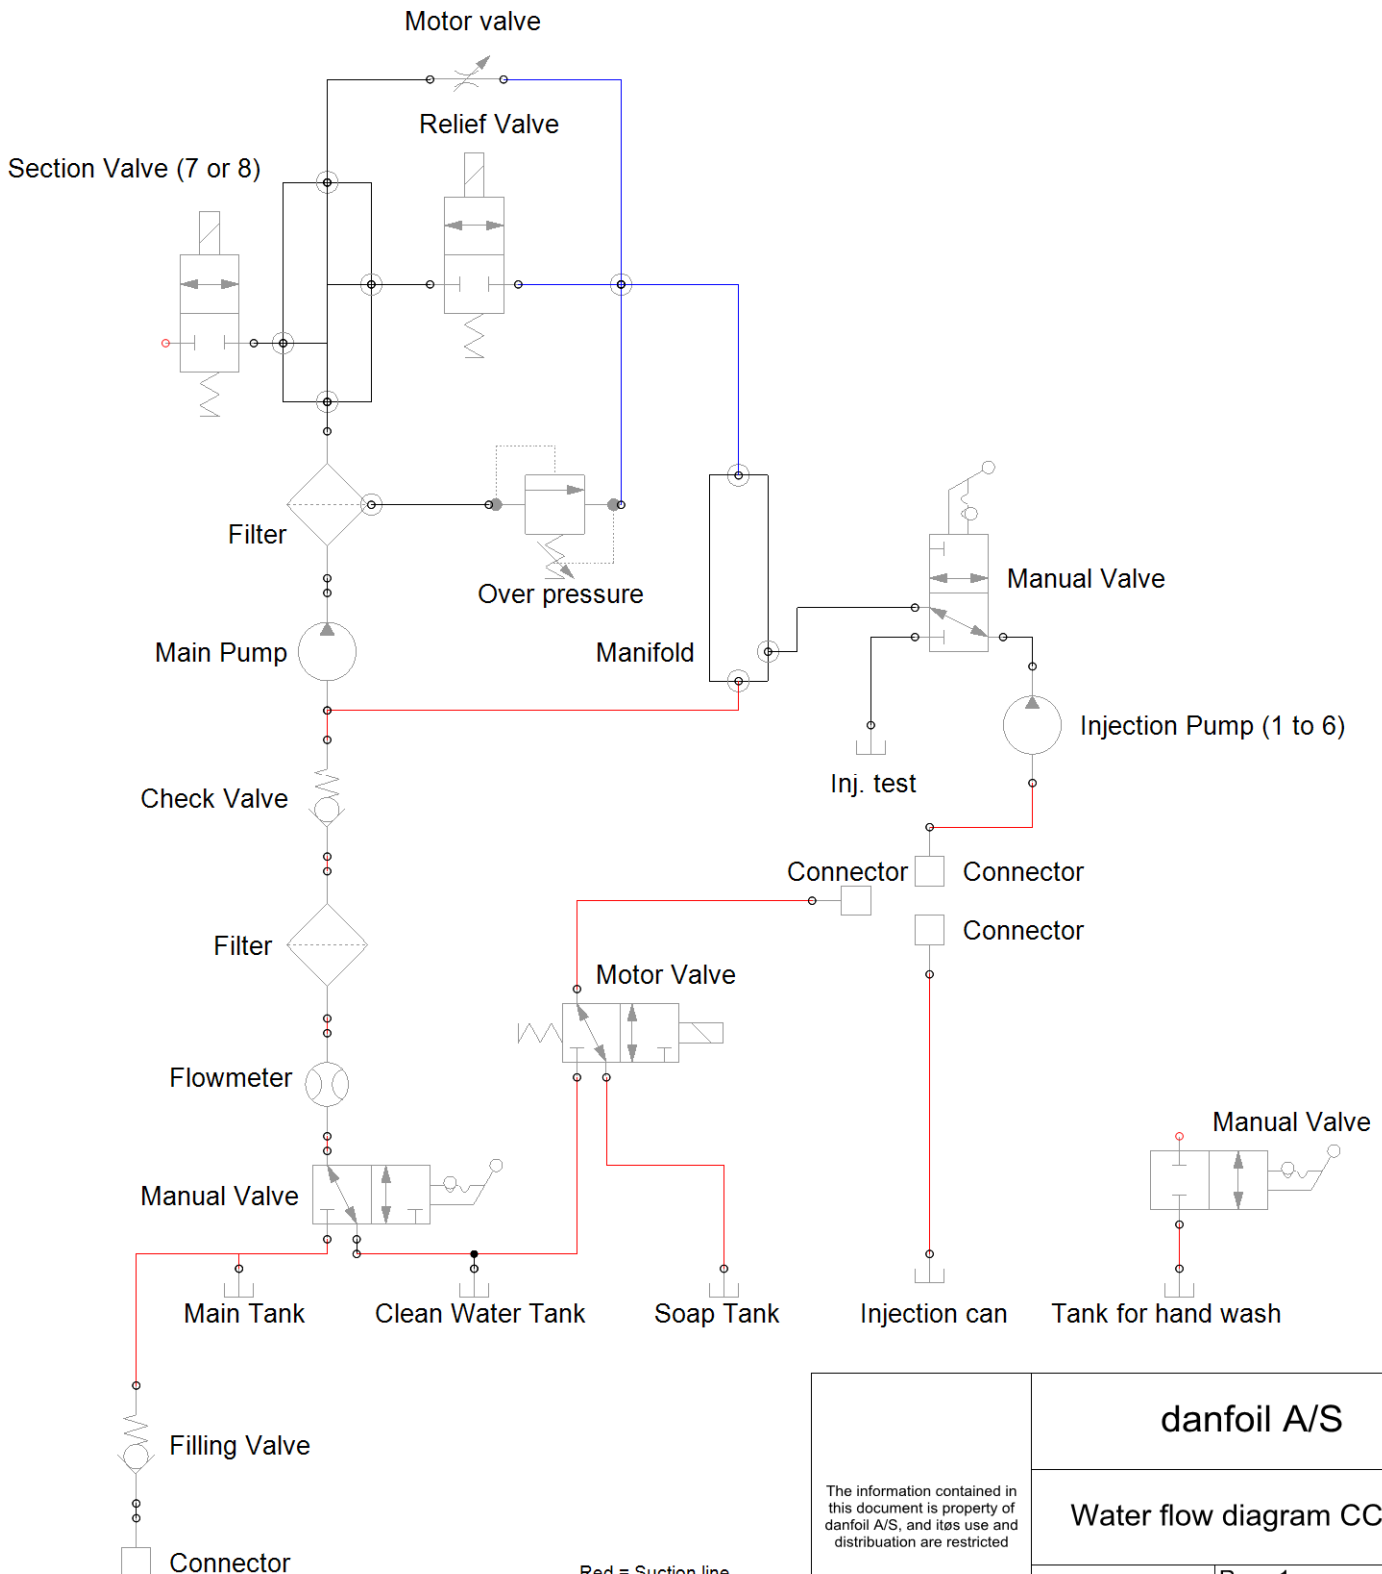 Motor valve
Relief Valve
Section Valve (7 or 8)
Filter
Over pressure
Manual Valve
Main Pump
Manifold
Injection Pump (1 to 6)
Inj. test
Check Valve
Connector
Connector
Connector
Filter
Motor Valve
Flowmeter
Manual Valve
Manual Valve
Main Tank
Clean Water Tank
Soap Tank
Injection can
Tank for hand wash
Filling Valve
Connector
danfoil A/S
The information contained in
this document is property of
danfoil A/S, and itøs use and
distribuation are restricted
Water flow diagram CC
Red = Suction line